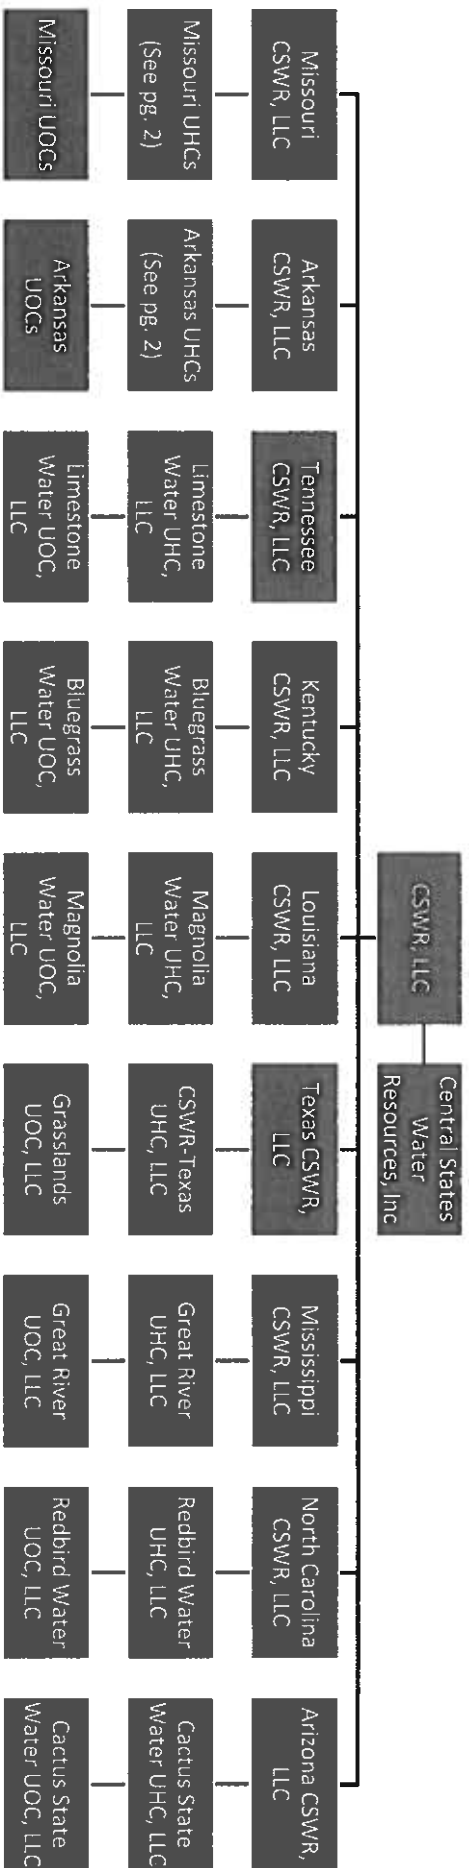 CSWR, LLC
Central States
Water
Resources, Inc
Missouri
CSWR, LLC
Arkansas
CSWR, LLC
Tennessee
CSWR, LLC
Kentucky
CSWR, LLC
Louisiana
CSWR, LLC
Texas CSWR,
LLC
Mississippi
CSWR, LLC
North Carolina
CSWR, LLC
Arizona CSWR,
LLC
Missouri UHCs
(See pg. 2)
Arkansas UHCs
(See pg. 2)
Limestone
Water UHC,
LLC
Bluegrass
Water UHC,
LLC
Magnolia
Water UHC,
LLC
CSWR-Texas
UHC, LLC
Great River
UHC, LLC
Redbird Water
UHC, LLC
Cactus State
Water UHC, LLC
Missouri UOCs
Arkansas
UOCs
Limestone
Water UOC,
LLC
Bluegrass
Water UOC,
LLC
Magnolia
Water UOC,
LLC
Grasslands
UOC, LLC
Great River
UOC, LLC
Redbird Water
UOC, LLC
Cactus State
Water UOC, LLC